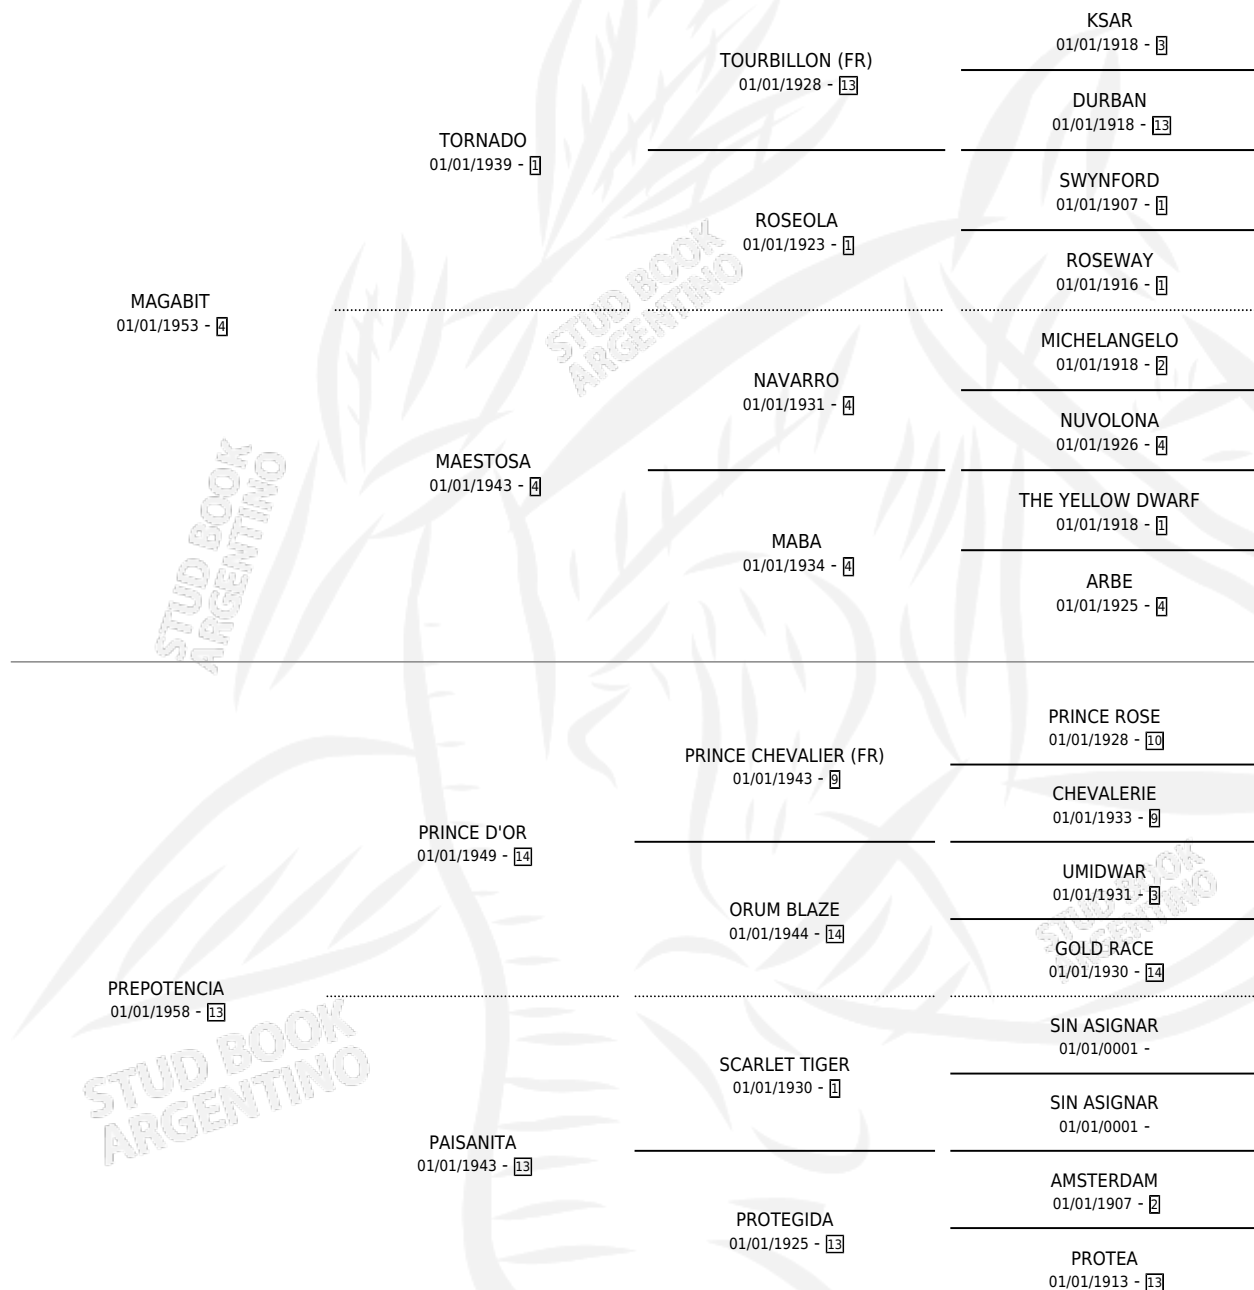 KSAR
01/01/1918 - 3
TOURBILLON (FR)
01/01/1928 - 13
DURBAN
01/01/1918 - 13
TORNADO
01/01/1939 - 1
SWYNFORD
01/01/1907 - 1
ROSEOLA
01/01/1923 - 1
ROSEWAY
01/01/1916 - 1
MAGABIT
01/01/1953 - 4
MICHELANGELO
01/01/1918 - 2
NAVARRO
01/01/1931 - 4
NUVOLONA
01/01/1926 - 4
MAESTOSA
01/01/1943 - 4
THE YELLOW DWARF
01/01/1918 - 1
MABA
01/01/1934 - 4
ARBE
01/01/1925 - 4
PRINCE ROSE
01/01/1928 - 10
PRINCE CHEVALIER (FR)
01/01/1943 - 9
CHEVALERIE
01/01/1933 - 9
PRINCE D'OR
01/01/1949 - 14
UMIDWAR
01/01/1931 - 3
ORUM BLAZE
01/01/1944 - 14
GOLD RACE
01/01/1930 - 14
PREPOTENCIA
01/01/1958 - 13
SIN ASIGNAR
01/01/0001 -
SCARLET TIGER
01/01/1930 - 1
SIN ASIGNAR
01/01/0001 -
PAISANITA
01/01/1943 - 13
AMSTERDAM
01/01/1907 - 2
PROTEGIDA
01/01/1925 - 13
PROTEA
01/01/1913 - 13
STUD BOOK
ARGENTINO
STUD BOOK
ARGENTINO
STUD BOOK
ARGENTINO
STUD BOOK
ARGENTINO